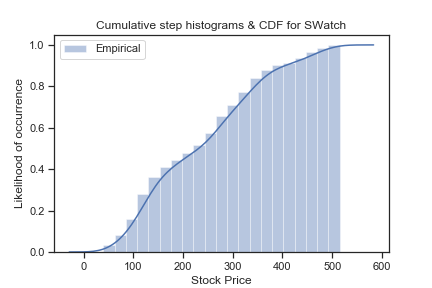 Cumulative step histograms & CDF for SWatch
Empirical
Likelihood of occurrence
1.0
0.8
0.6
0.4
0.2
0.0
0 100 200 300 400 500 600
Stock Price